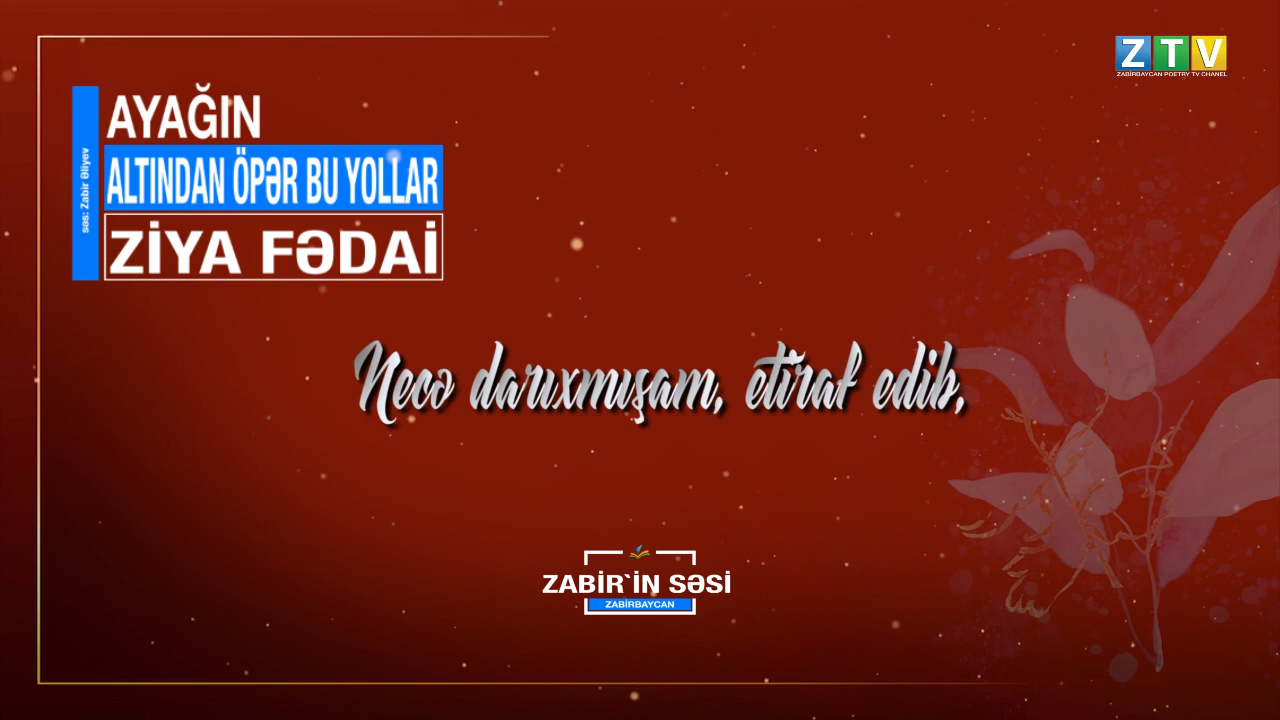 ZTV
ZABİRBAYCAN POETRY TV CHANEL
səs: Zabir Əliyev
AYAĞIN
ALTINDAN ÖPƏR BU YOLLAR
ZİYA FƏDAİ
Necə darıxmışam, etiraf edib,
ZABİR`İN SƏSİ
ZABİRBAYCAN